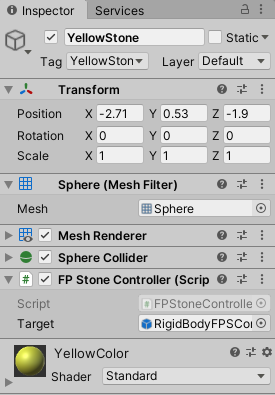 Inspector Services
YellowStone Static
Tag YellowSton Layer Default
Transform
Position X -2.71 Y 0.53 Z -1.9
Rotation X 0 Y 0 Z 0
Scale X 1 Y 1 Z 1
Sphere (Mesh Filter)
Mesh Sphere
Mesh Renderer
Sphere Collider
# FP Stone Controller (Scrip
Script # FPStoneControlle
Target RigidBodyFPSCon
YellowColor
Shader Standard